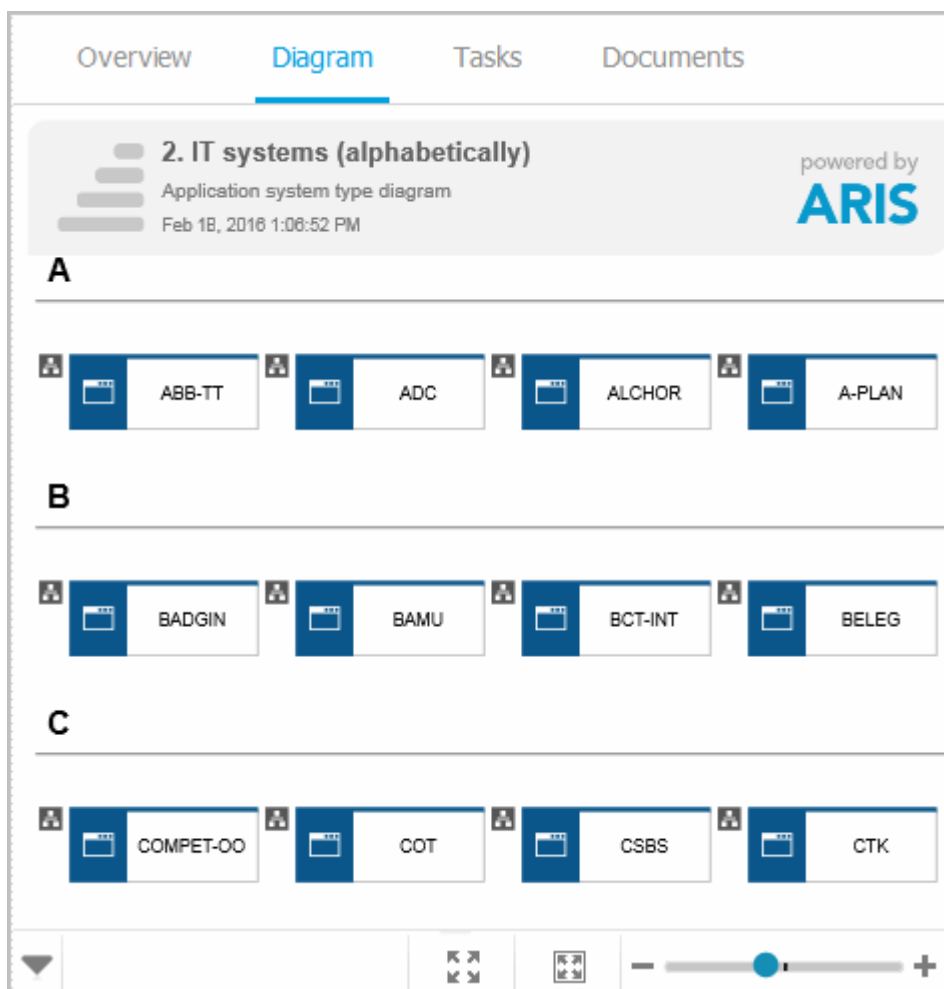 Overview Diagram Tasks Documents
2. IT systems (alphabetically)
Application system type diagram
Feb 18, 2016 1:06:52 PM
powered by
ARIS
A
ABB-TT ADC ALCHOR A-PLAN
B
BADGIN BAMU BCT-INT BELEG
C
COMPET-OO COT CSBS CTK